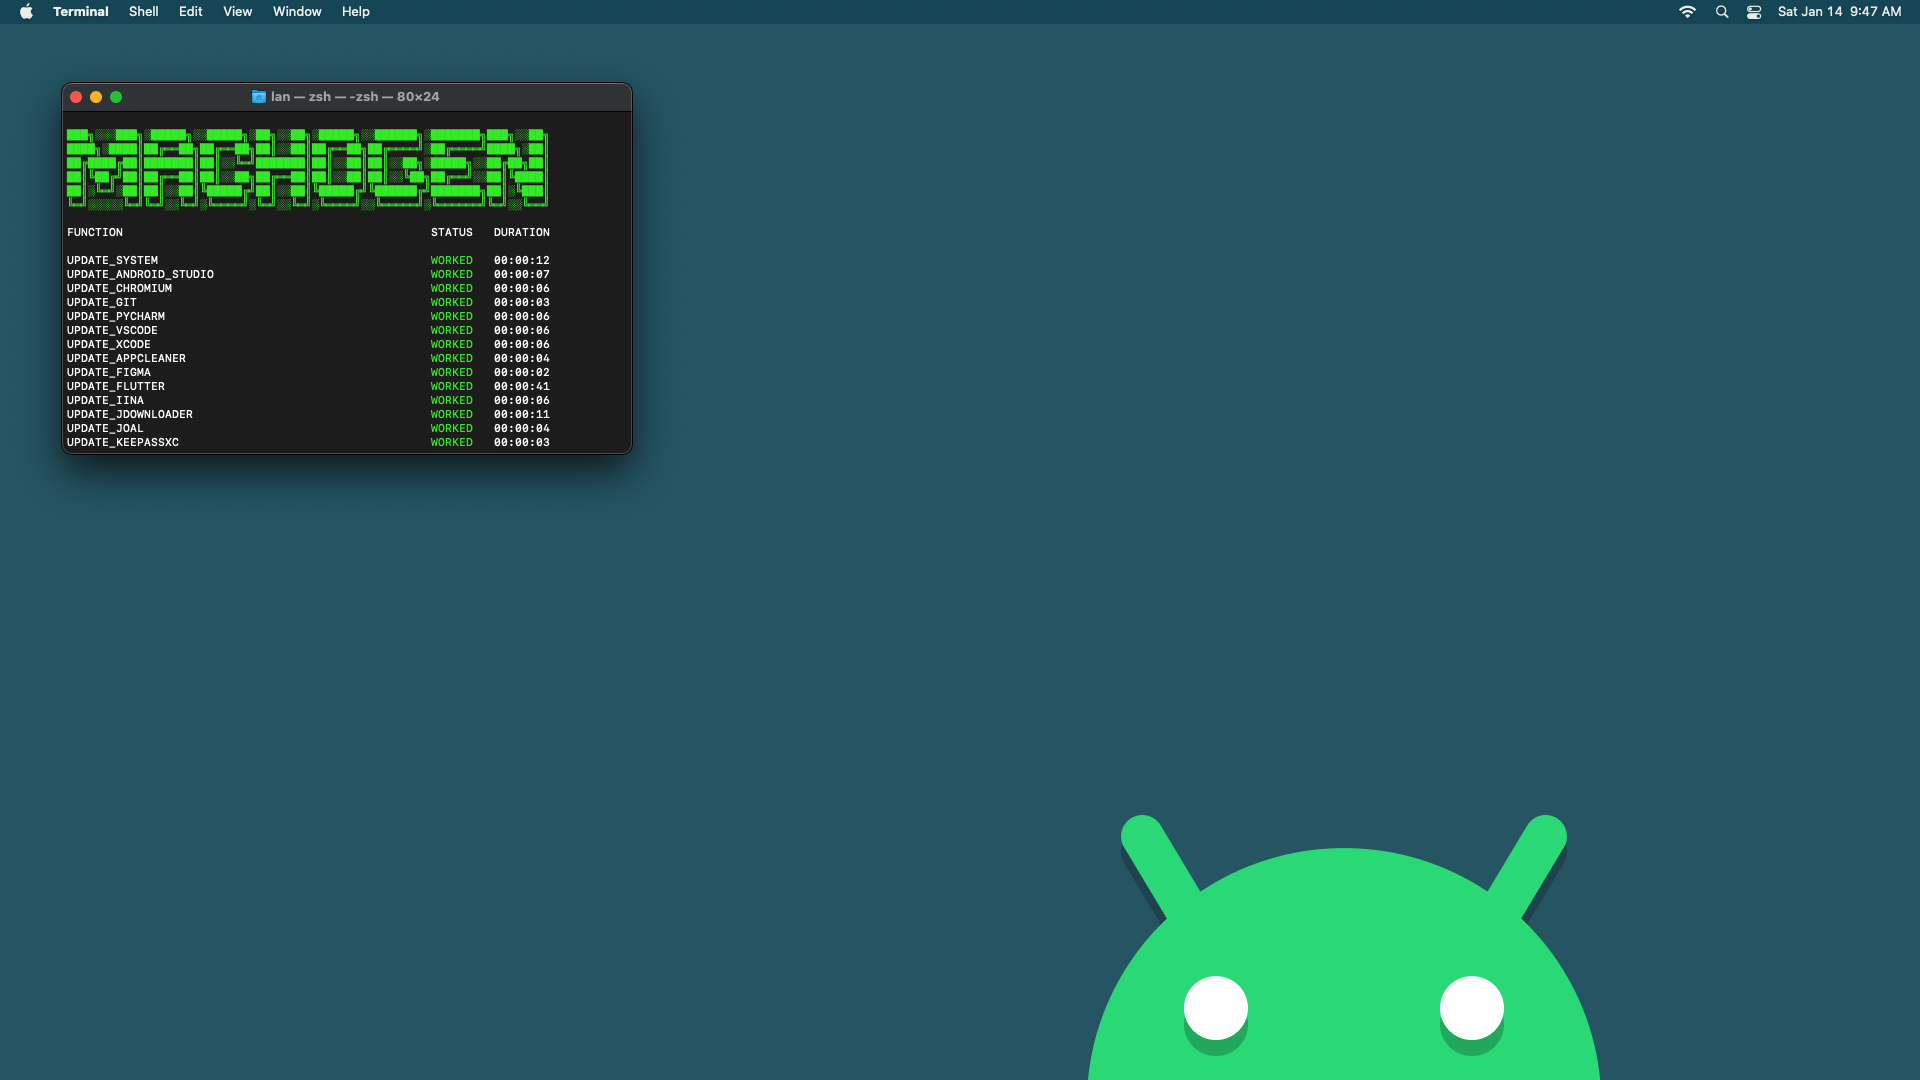 Terminal Shell Edit View Window Help Sat Jan 14 9:47 AM
lan — zsh — -zsh — 80×24
MACHOGEN
FUNCTION STATUS DURATION
UPDATE_SYSTEM WORKED 00:00:12
UPDATE_ANDROID_STUDIO WORKED 00:00:07
UPDATE_CHROMIUM WORKED 00:00:06
UPDATE_GIT WORKED 00:00:03
UPDATE_PYCHARM WORKED 00:00:06
UPDATE_VSCODE WORKED 00:00:06
UPDATE_XCODE WORKED 00:00:06
UPDATE_APPCLEANER WORKED 00:00:04
UPDATE_FIGMA WORKED 00:00:02
UPDATE_FLUTTER WORKED 00:00:41
UPDATE_IINA WORKED 00:00:06
UPDATE_JDOWNLOADER WORKED 00:00:11
UPDATE_JOAL WORKED 00:00:04
UPDATE_KEEPASSXC WORKED 00:00:03